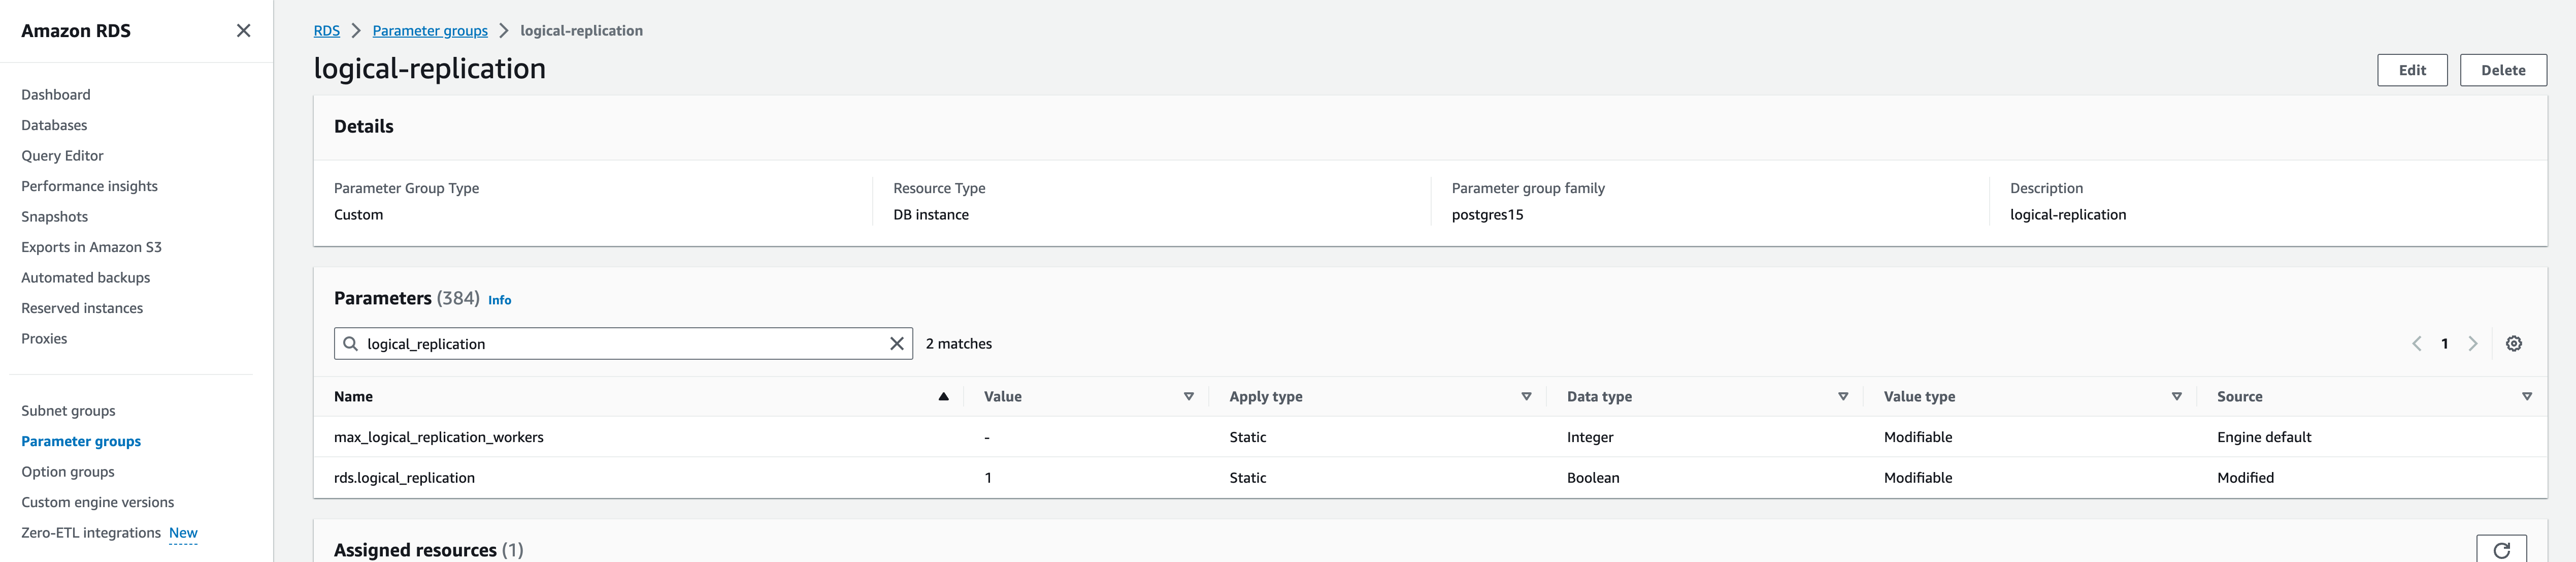 Amazon RDS
Dashboard
Databases
Query Editor
Performance insights
Snapshots
Exports in Amazon S3
Automated backups
Reserved instances
Proxies
Subnet groups
Parameter groups
Option groups
Custom engine versions
Zero-ETL integrations New
RDS Parameter groups logical-replication
logical-replication
Edit Delete
Details
Parameter Group Type Resource Type Parameter group family Description
Custom DB instance postgres15 logical-replication
Parameters (384) Info
logical_replication 2 matches 1
Name Value Apply type Data type Value type Source
max_logical_replication_workers - Static Integer Modifiable Engine default
rds.logical_replication 1 Static Boolean Modifiable Modified
Assigned resources (1)